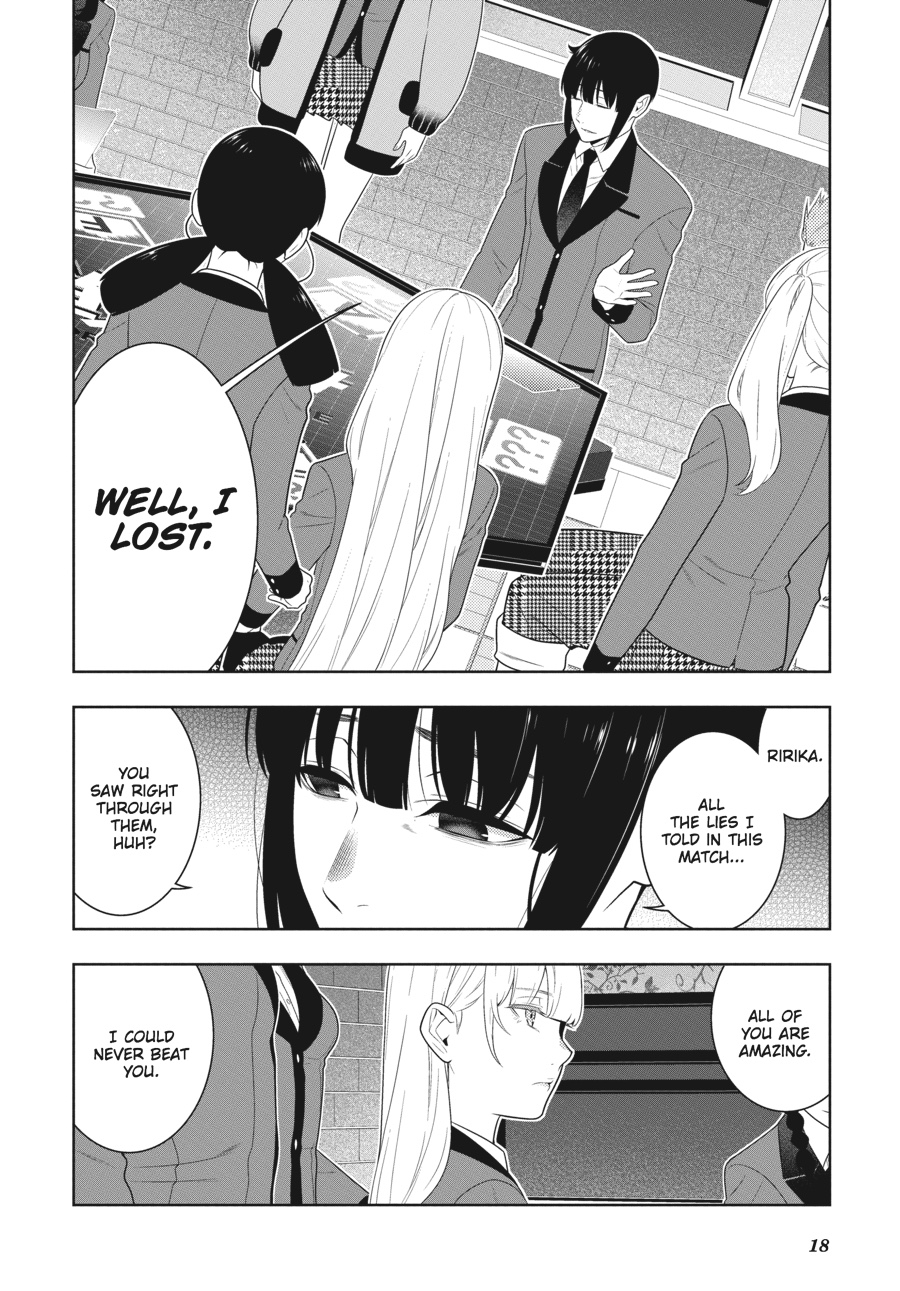 WELL, I
LOST.
???
RIRIKA.
ALL
THE LIES I
TOLD IN THIS
MATCH...
YOU
SAW RIGHT
THROUGH
THEM,
HUH?
ALL OF
YOU ARE
AMAZING.
I COULD
NEVER BEAT
YOU.
18